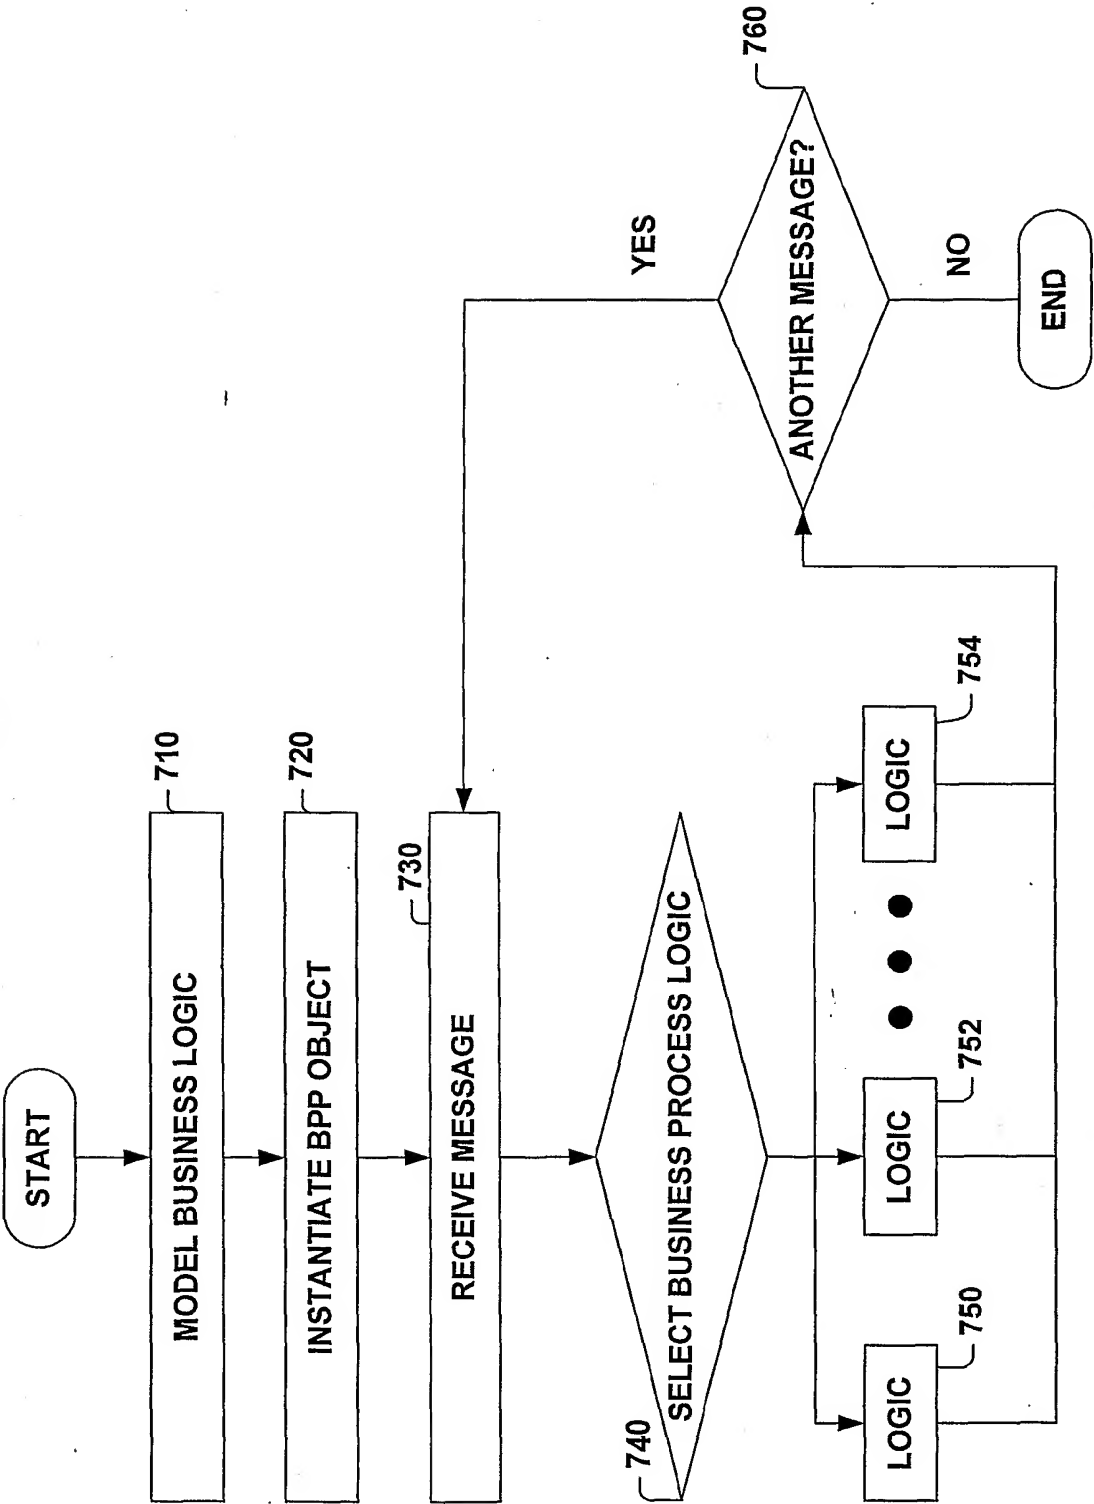 START
710
MODEL BUSINESS LOGIC
720
INSTANTIATE BPP OBJECT
730
RECEIVE MESSAGE
740
SELECT BUSINESS PROCESS LOGIC
LOGIC
750
LOGIC
752
LOGIC
754
YES
760
ANOTHER MESSAGE?
NO
END